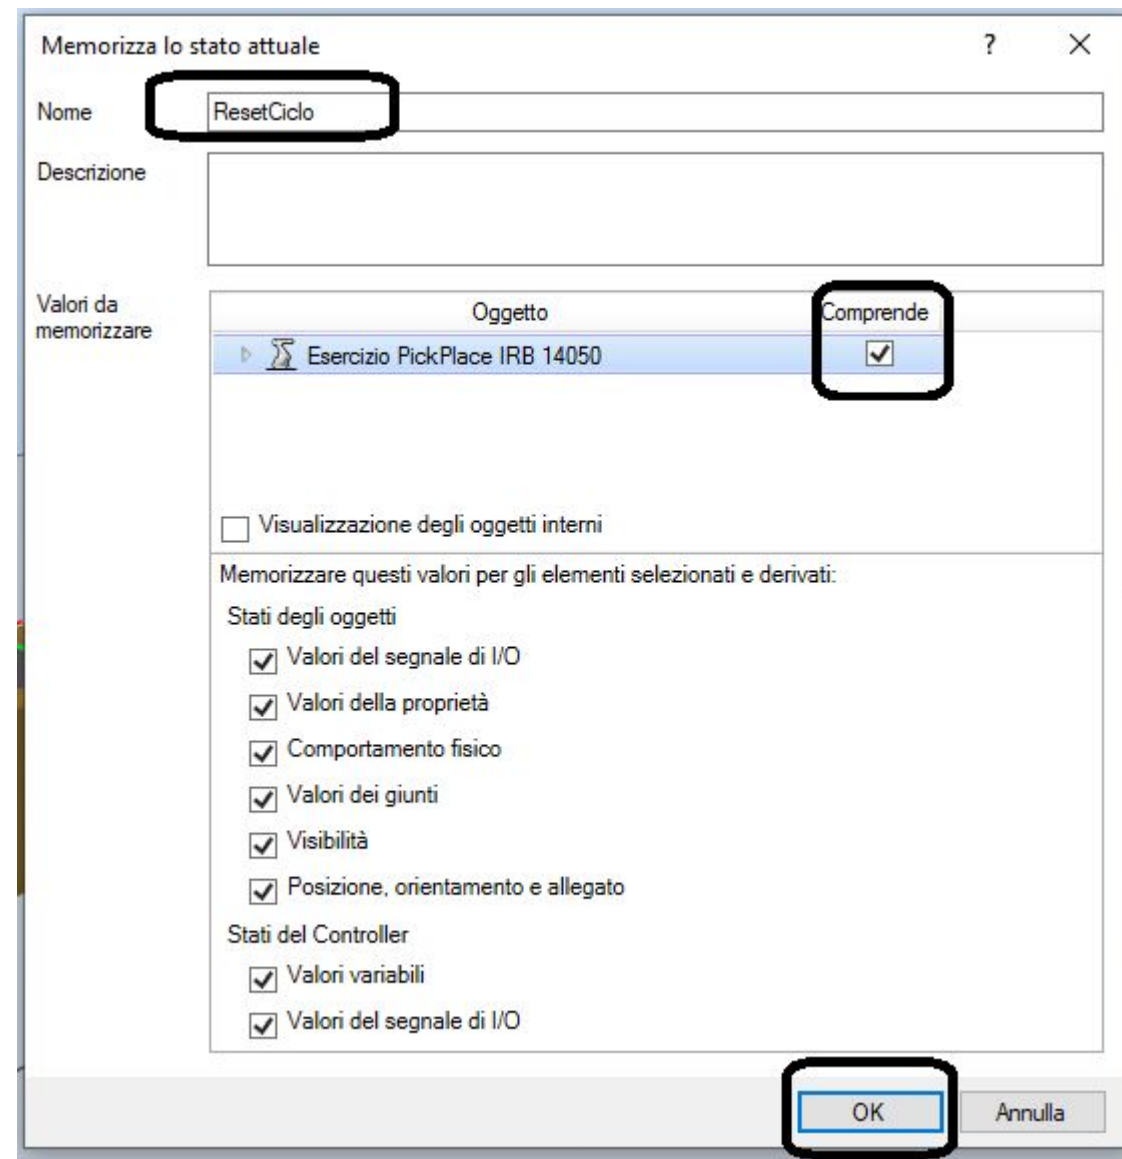 Memorizza lo stato attuale ? ×
Nome ResetCiclo
Descrizione
Valori da
memorizzare
Oggetto Comprende
Esercizio PickPlace IRB 14050
Visualizzazione degli oggetti interni
Memorizzare questi valori per gli elementi selezionati e derivati:
Stati degli oggetti
Valori del segnale di I/O
Valori della proprietà
Comportamento fisico
Valori dei giunti
Visibilità
Posizione, orientamento e allegato
Stati del Controller
Valori variabili
Valori del segnale di I/O
OK Annulla